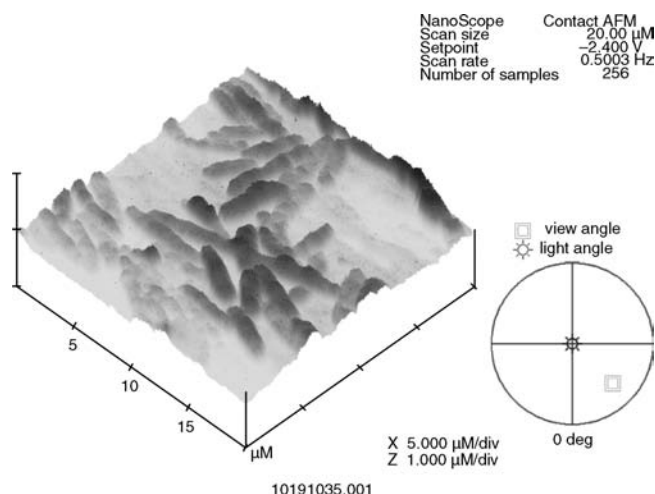 NanoScope Contact AFM
Scan size 20.00 μM
Setpoint –2.400 V
Scan rate 0.5003 Hz
Number of samples 256
view angle
light angle
5
10
15
μM
X 5.000 μM/div
Z 1.000 μM/div
0 deg
10191035.001